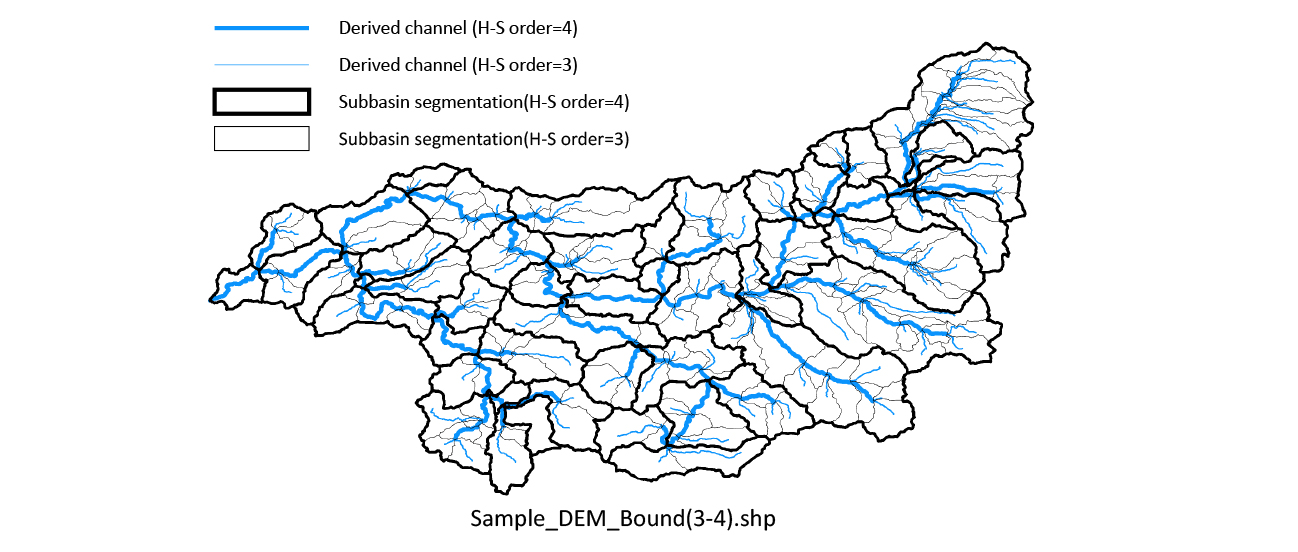 Derived channel (H-S order=4)
Derived channel (H-S order=3)
Subbasin segmentation(H-S order=4)
Subbasin segmentation(H-S order=3)
Sample_DEM_Bound(3-4).shp